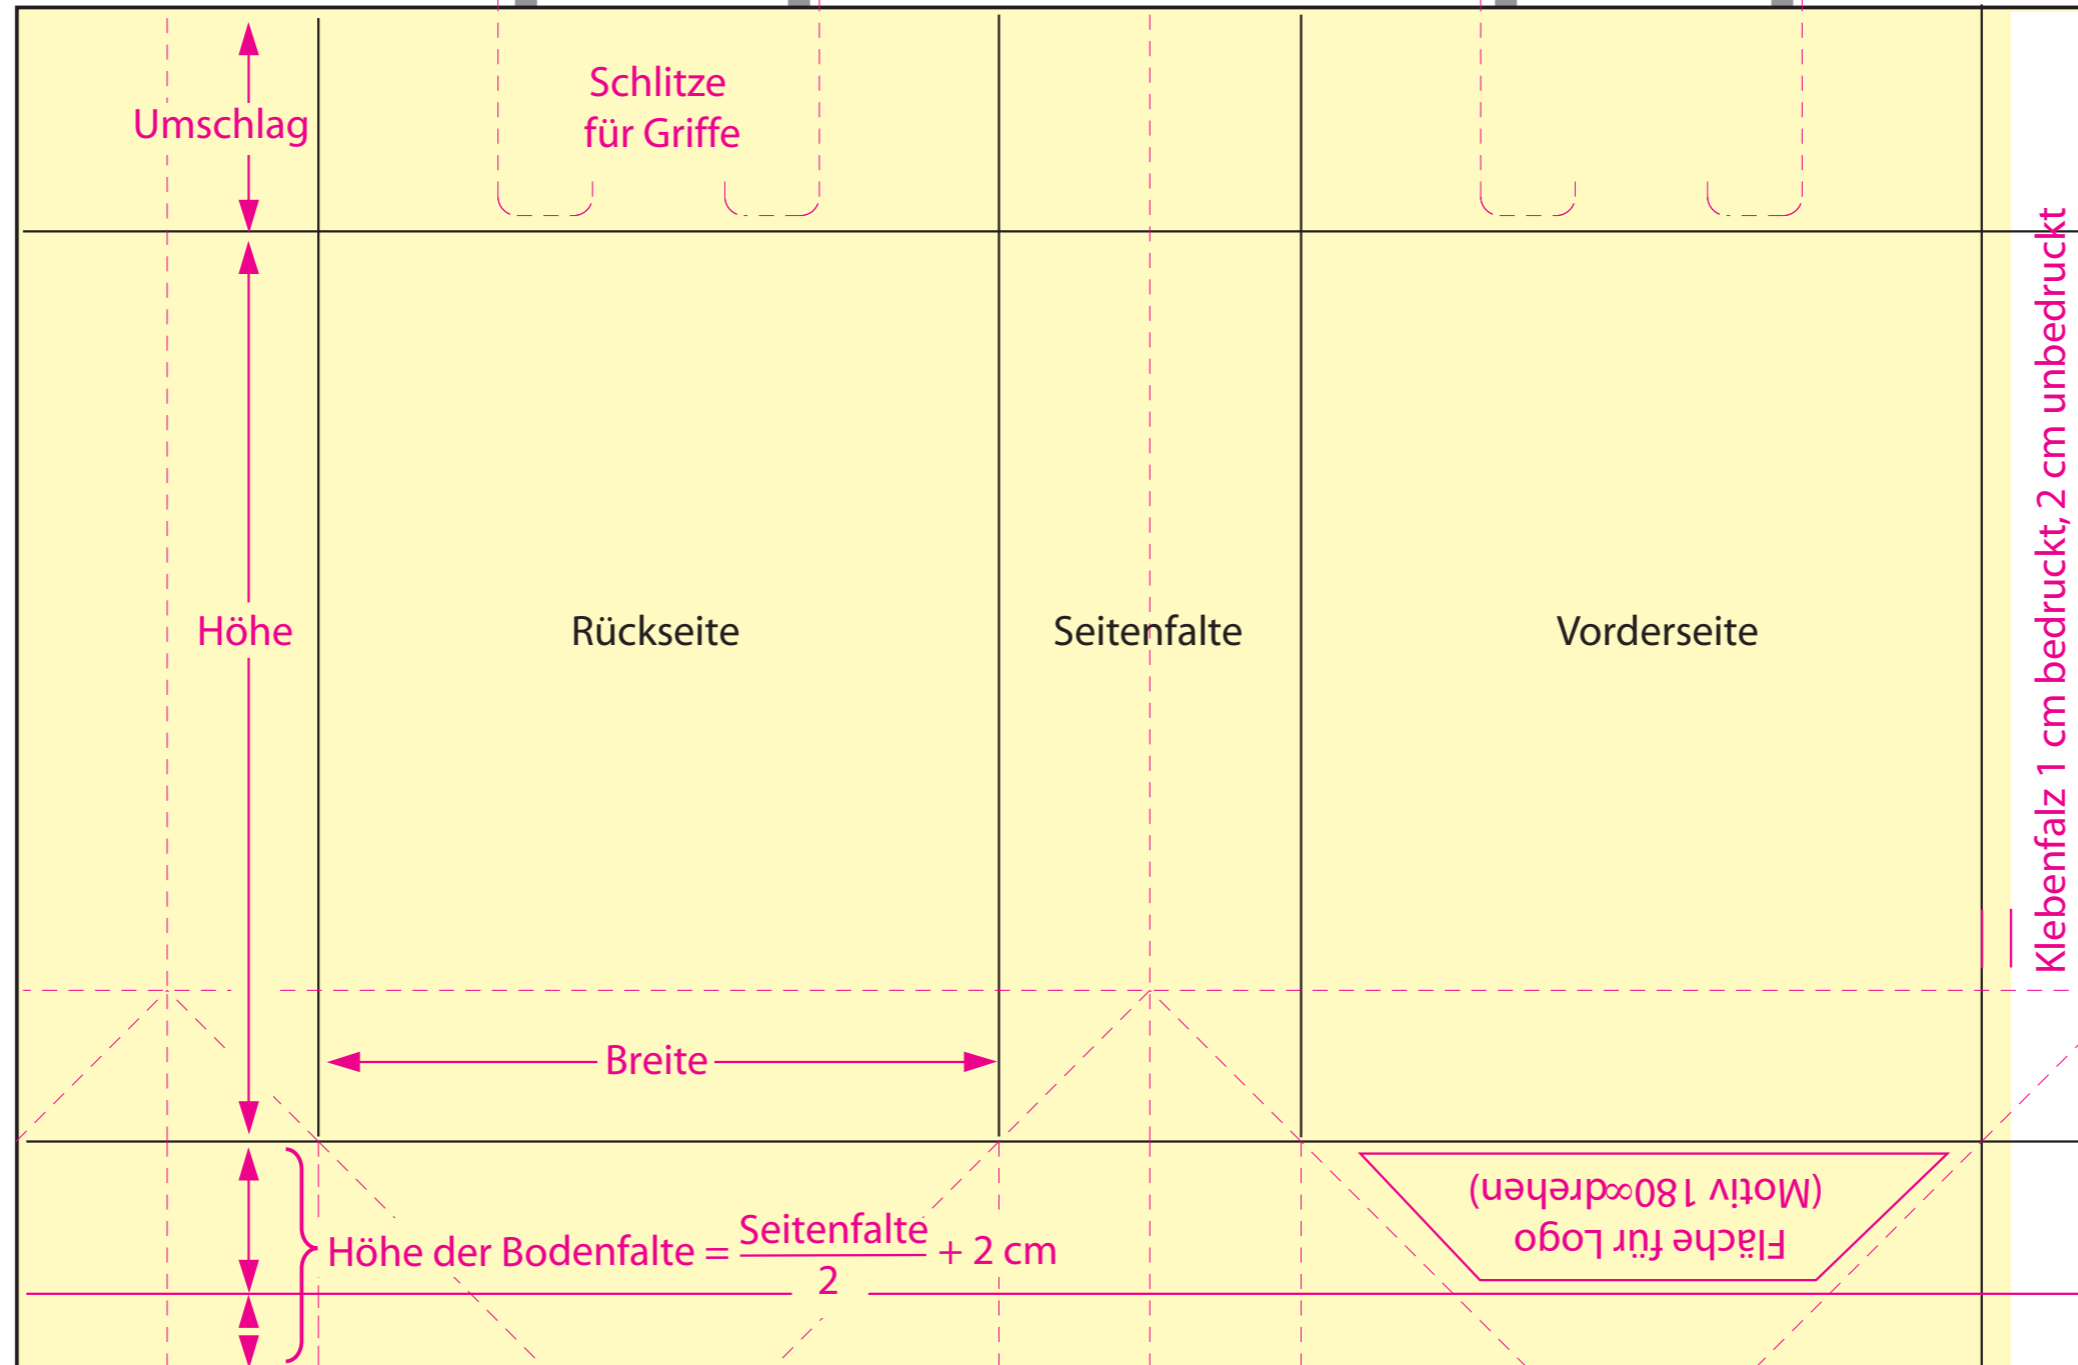 Schlitze
für Griffe
Umschlag
Höhe
Rückseite
Seitenfalte
Vorderseite
Klebenfalz 1 cm bedruckt, 2 cm unbedruckt
Breite
Höhe der Bodenfalte = Seitenfalte / 2 + 2 cm
Fläche für Logo
(Motiv 180∞drehen)